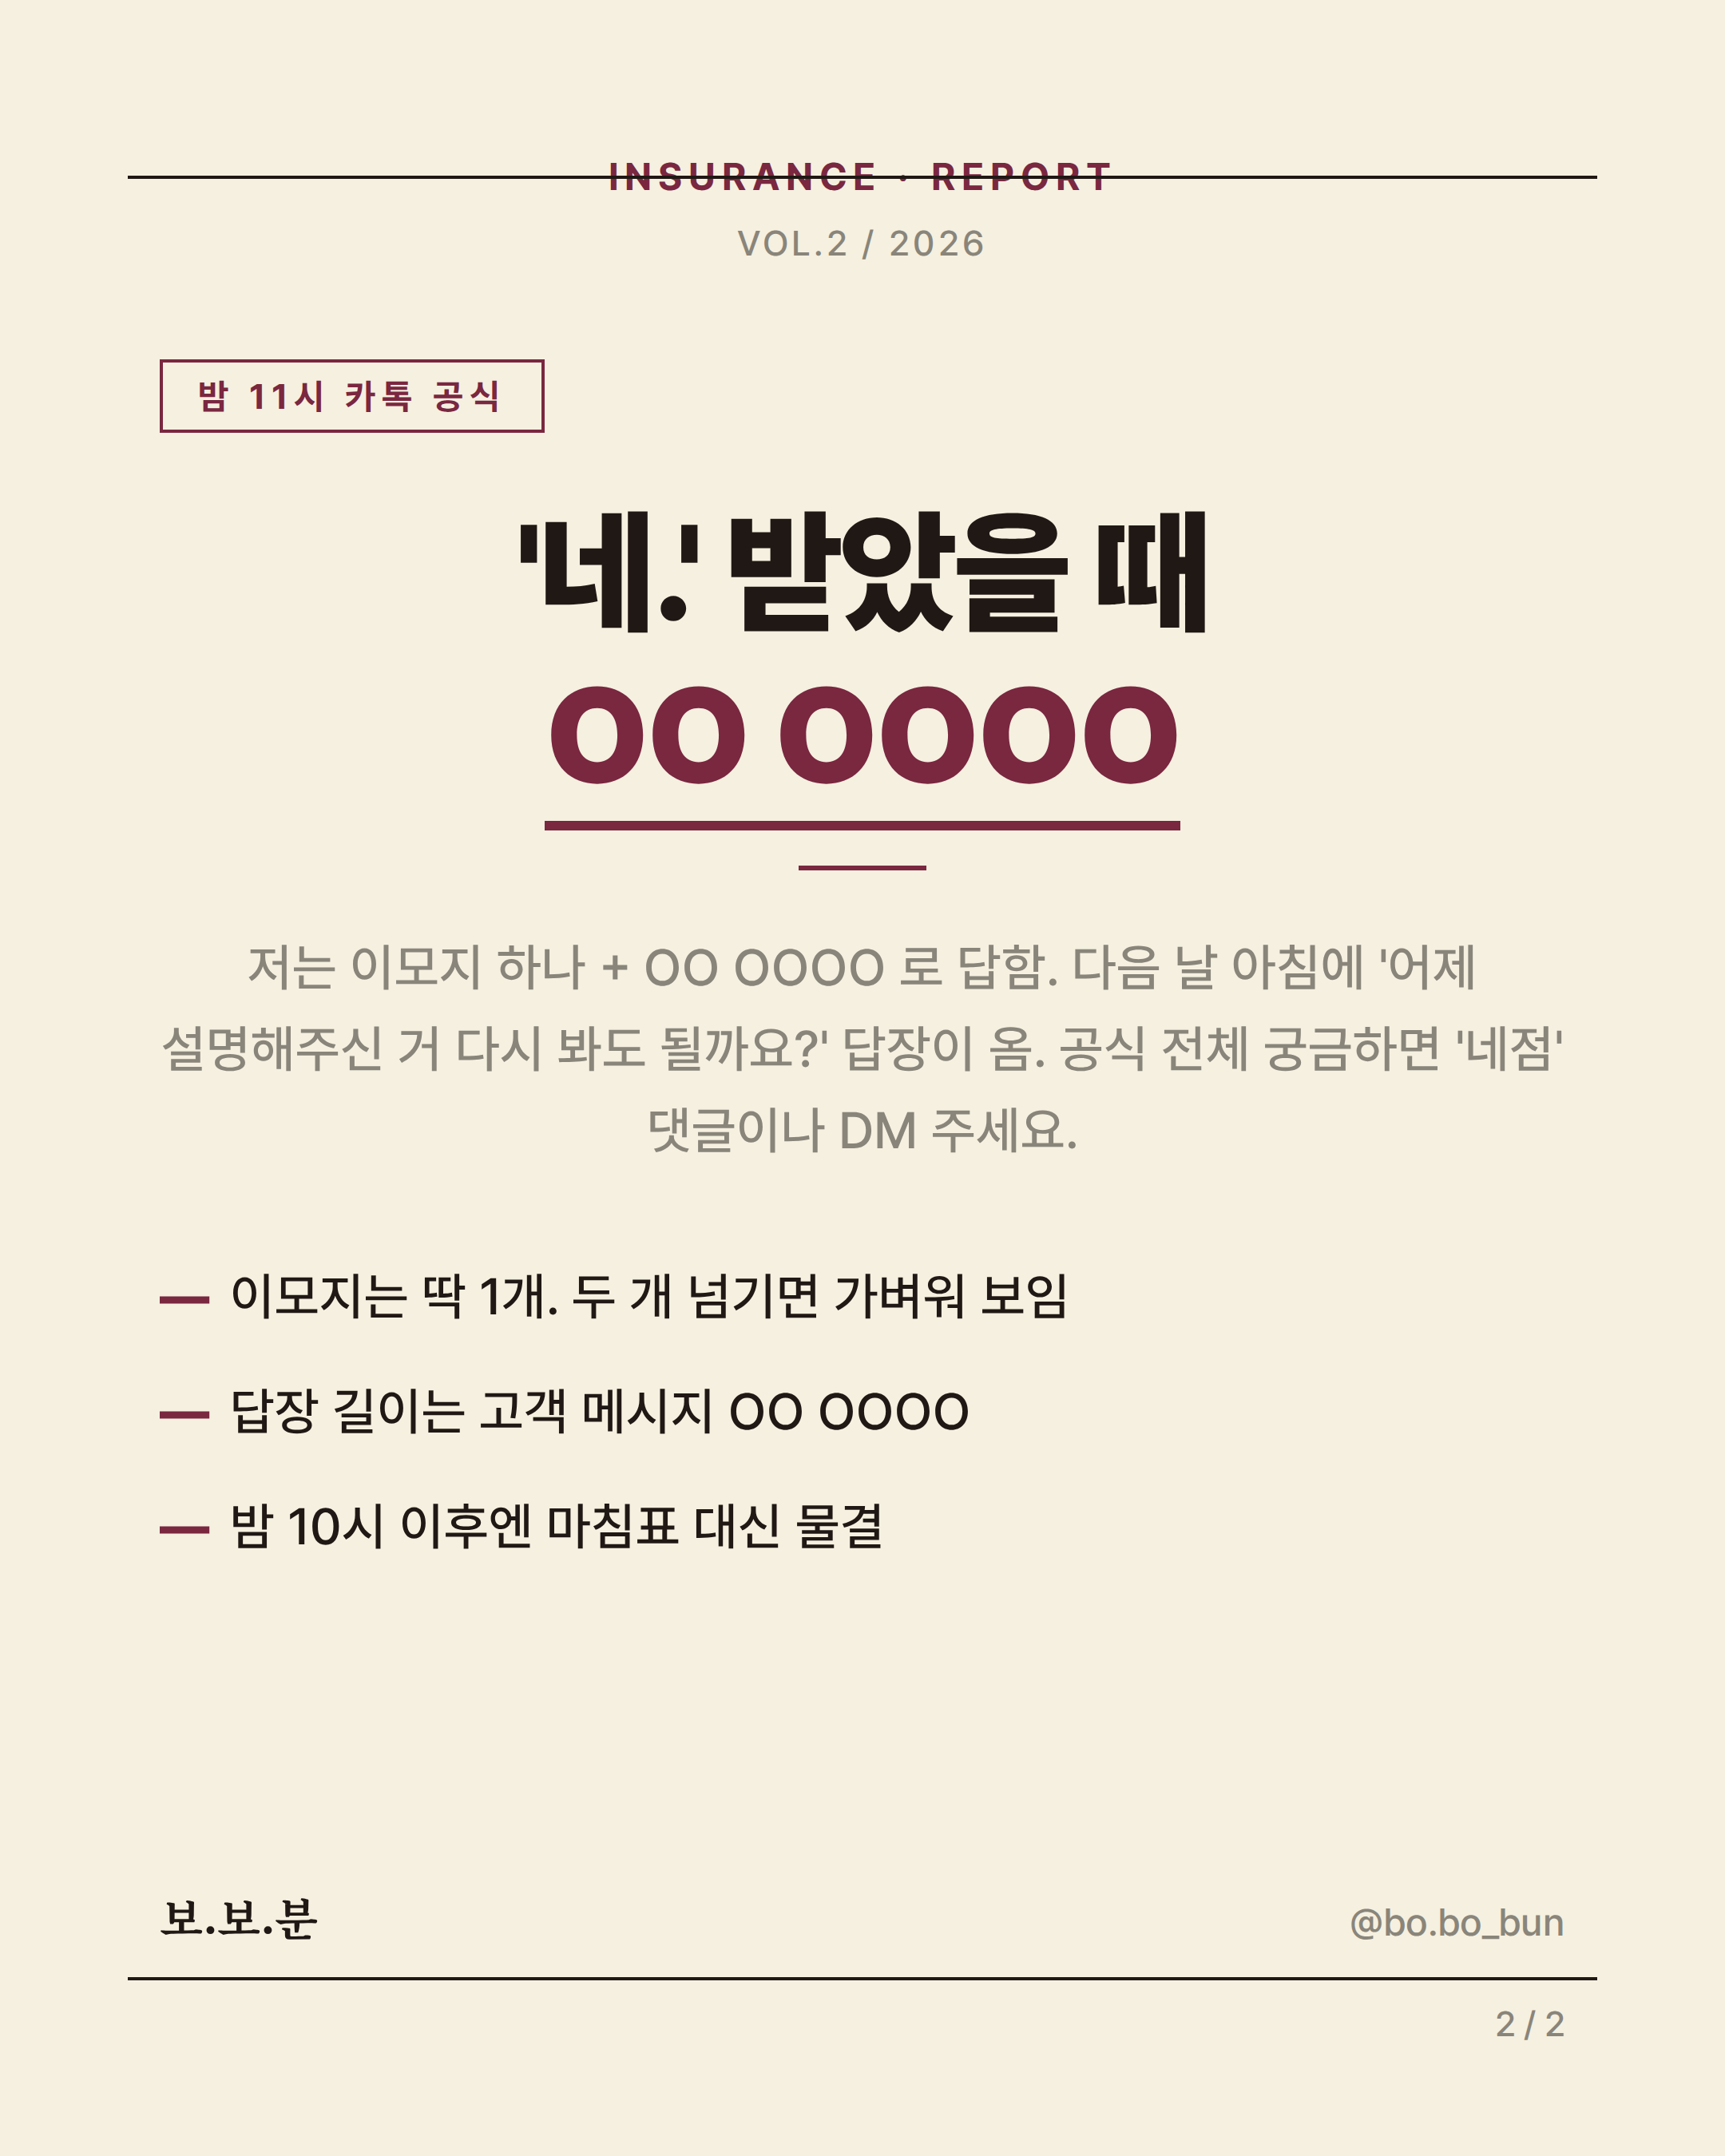 INSURANCE · REPORT
VOL.2 / 2026
밤 11시 카톡 공식
'네.' 받았을 때
OO OOOO
저는 이모지 하나 + OO OOOO 로 답함. 다음 날 아침에 '어제
설명해주신 거 다시 봐도 될까요?' 답장이 옴. 공식 전체 궁금하면 '네점'
댓글이나 DM 주세요.
이모지는 딱 1개. 두 개 넘기면 가벼워 보임
답장 길이는 고객 메시지 OO OOOO
밤 10시 이후엔 마침표 대신 물결
보.보.분
@bo.bo_bun
2 / 2